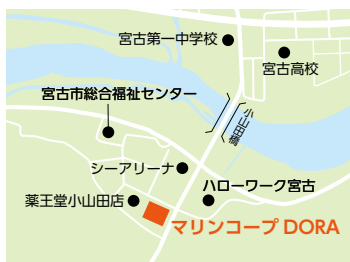 宮古第一中学校
宮古高校
宮古市総合福祉センター
小山田橋
シーアリーナ
ハローワーク宮古
薬王堂小山田店
マリンコープ DORA